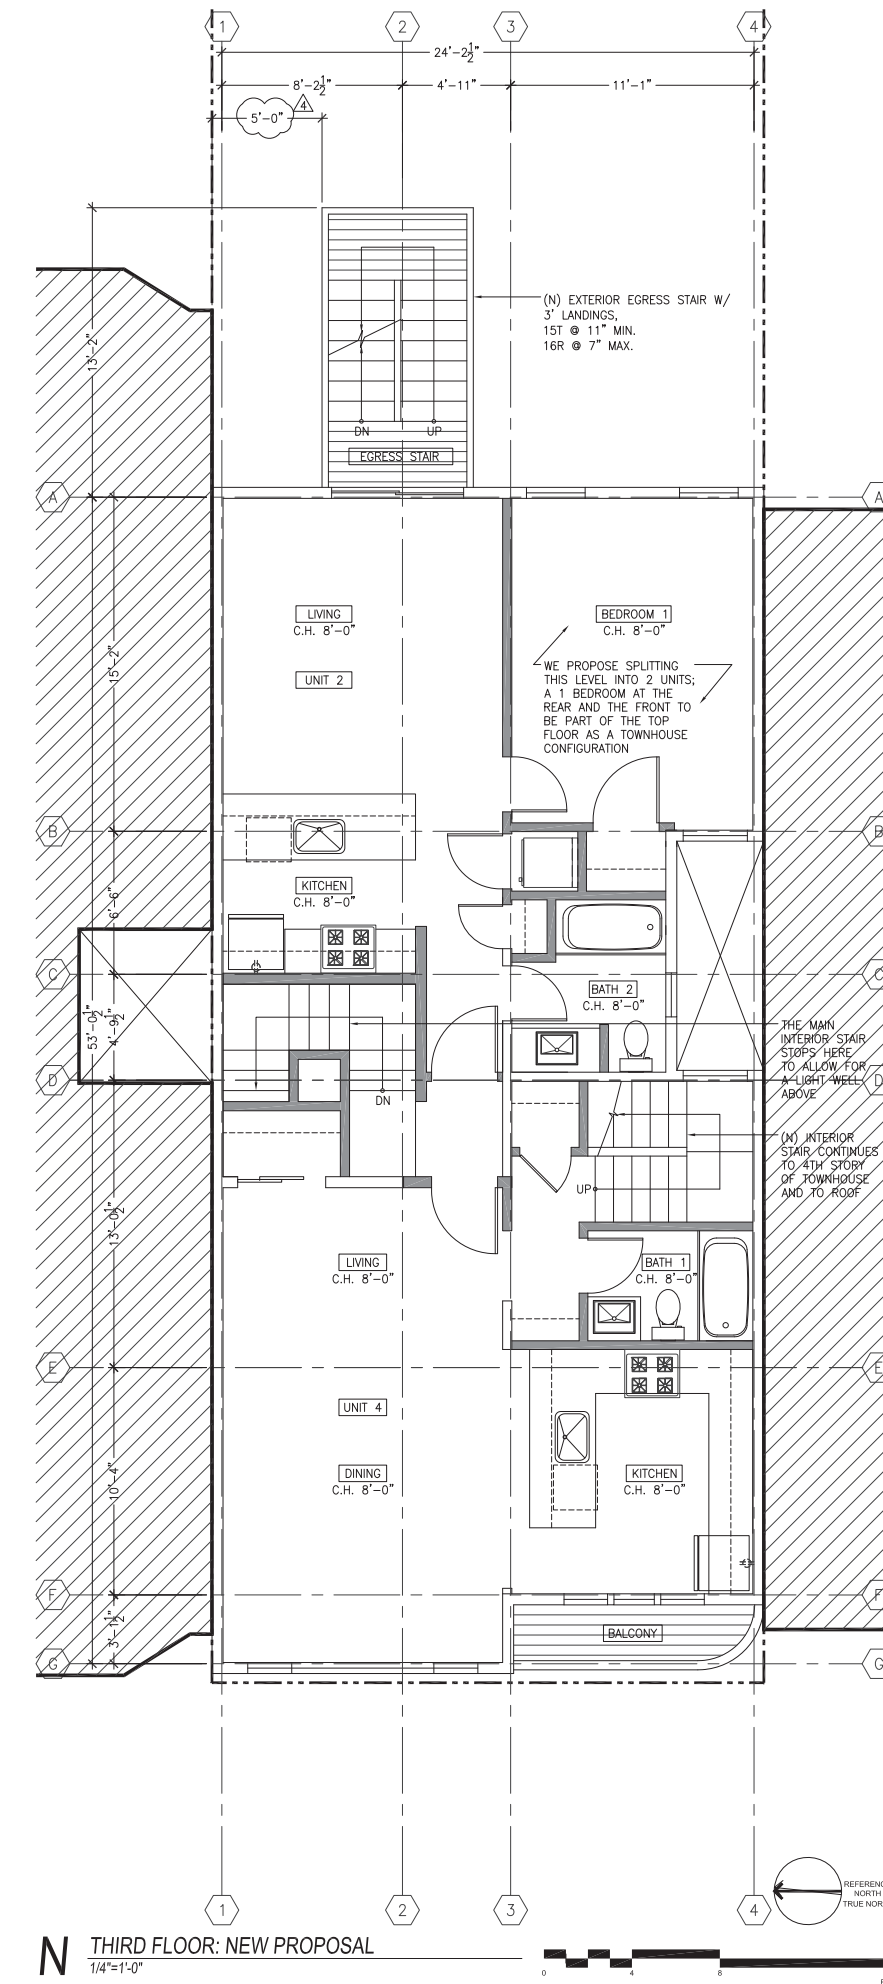 1 2 3 4
24'-2½"
8'-2½" 4'-11" 11'-1"
4
5'-0"
13'-2"
(N) EXTERIOR EGRESS STAIR W/
3' LANDINGS,
15T @ 11" MIN.
16R @ 7" MAX.
DN UP
EGRESS STAIR
A A
LIVING
C.H. 8'-0"
BEDROOM 1
C.H. 8'-0"
15'-2"
UNIT 2
WE PROPOSE SPLITTING
THIS LEVEL INTO 2 UNITS;
A 1 BEDROOM AT THE
REAR AND THE FRONT TO
BE PART OF THE TOP
FLOOR AS A TOWNHOUSE
CONFIGURATION
B B
6'-6"
KITCHEN
C.H. 8'-0"
C C
BATH 2
C.H. 8'-0"
53'-0½"
4'-9½"
THE MAIN
INTERIOR STAIR
STOPS HERE
TO ALLOW FOR
A LIGHT WELL
ABOVE
D D
DN
(N) INTERIOR
STAIR CONTINUES
TO 4TH STORY
OF TOWNHOUSE
AND TO ROOF
UP
13'-0½"
LIVING
C.H. 8'-0"
BATH 1
C.H. 8'-0"
E E
UNIT 4
10'-4"
DINING
C.H. 8'-0"
KITCHEN
C.H. 8'-0"
F F
3'-1½"
BALCONY
G G
1 2 3 4
REFERENC
NORTH
TRUE NOR
N THIRD FLOOR: NEW PROPOSAL
1/4"=1'-0"
0 4 8